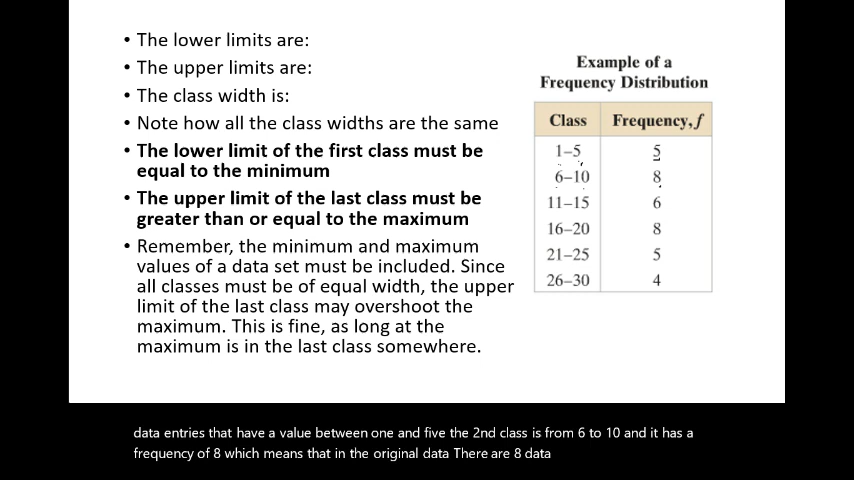 • The lower limits are:
• The upper limits are:
• The class width is:
• Note how all the class widths are the same
• The lower limit of the first class must be
equal to the minimum
• The upper limit of the last class must be
greater than or equal to the maximum
• Remember, the minimum and maximum
values of a data set must be included. Since
all classes must be of equal width, the upper
limit of the last class may overshoot the
maximum. This is fine, as long at the
maximum is in the last class somewhere.
Example of a
Frequency Distribution
Class Frequency, f
1–5 5
6–10 8
11–15 6
16–20 8
21–25 5
26–30 4
data entries that have a value between one and five the 2nd class is from 6 to 10 and it has a
frequency of 8 which means that in the original data There are 8 data